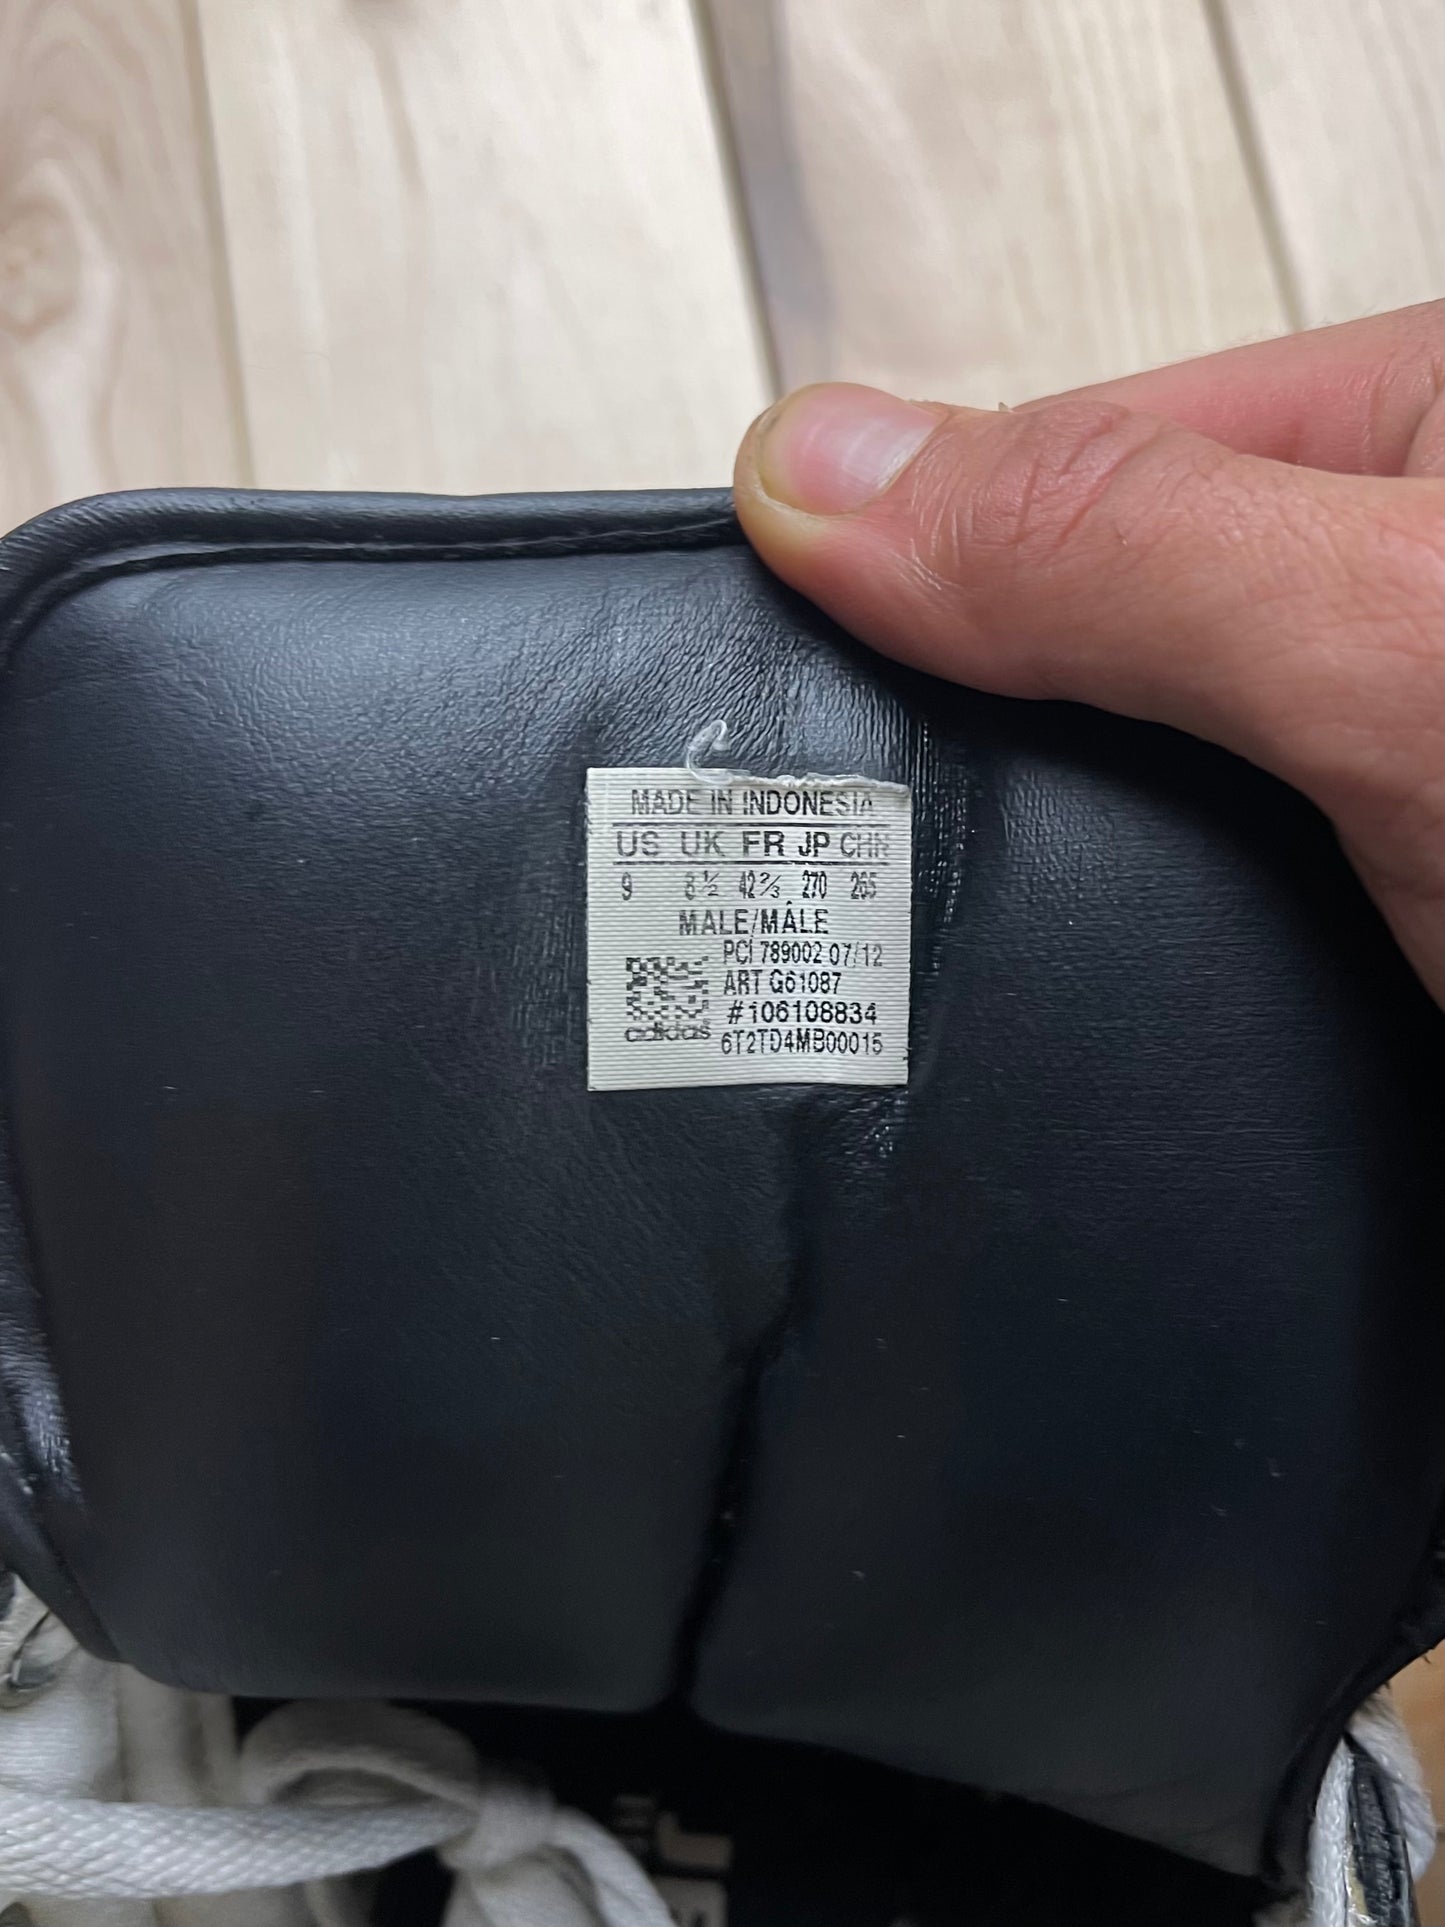 MADE IN INDONESIA
US UK FR JP CHN
9 8½ 42⅔ 270 265
MALE/MÂLE
PCI 789002 07/12
ART G61087
#106108834
adidas 6T2TD4MB00015